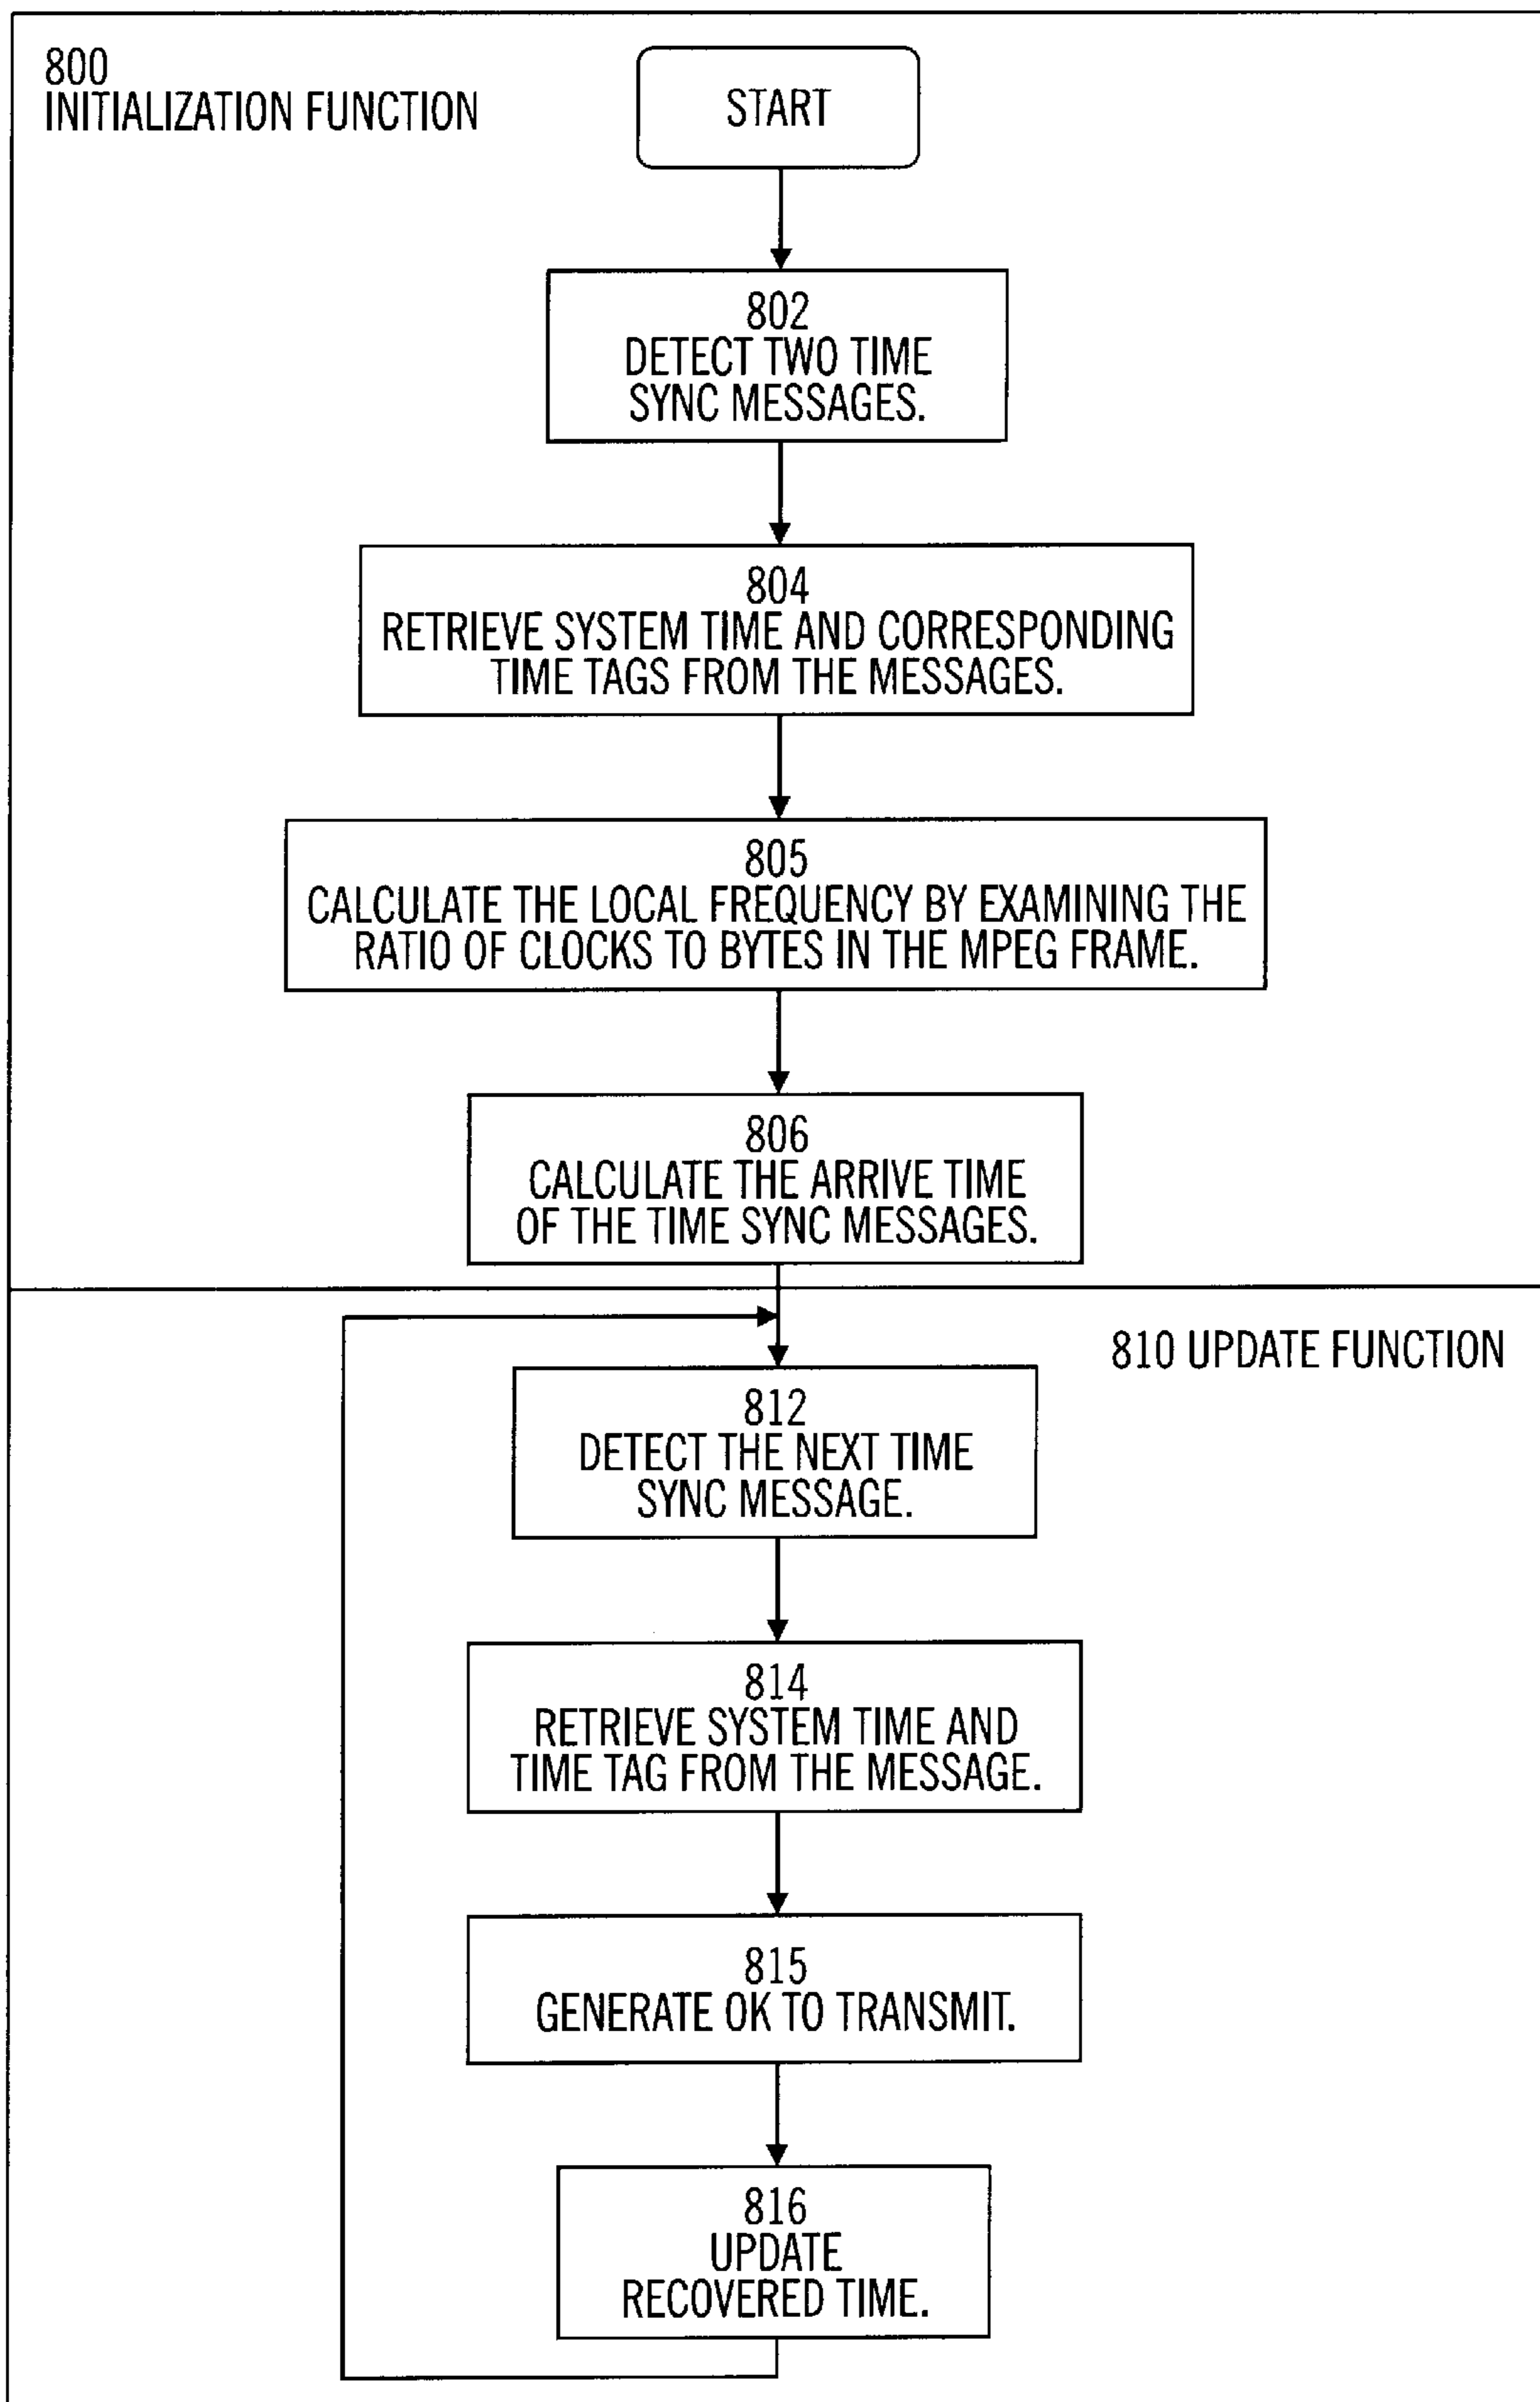 800
INITIALIZATION FUNCTION
START
802
DETECT TWO TIME
SYNC MESSAGES.
804
RETRIEVE SYSTEM TIME AND CORRESPONDING
TIME TAGS FROM THE MESSAGES.
805
CALCULATE THE LOCAL FREQUENCY BY EXAMINING THE
RATIO OF CLOCKS TO BYTES IN THE MPEG FRAME.
806
CALCULATE THE ARRIVE TIME
OF THE TIME SYNC MESSAGES.
810 UPDATE FUNCTION
812
DETECT THE NEXT TIME
SYNC MESSAGE.
814
RETRIEVE SYSTEM TIME AND
TIME TAG FROM THE MESSAGE.
815
GENERATE OK TO TRANSMIT.
816
UPDATE
RECOVERED TIME.